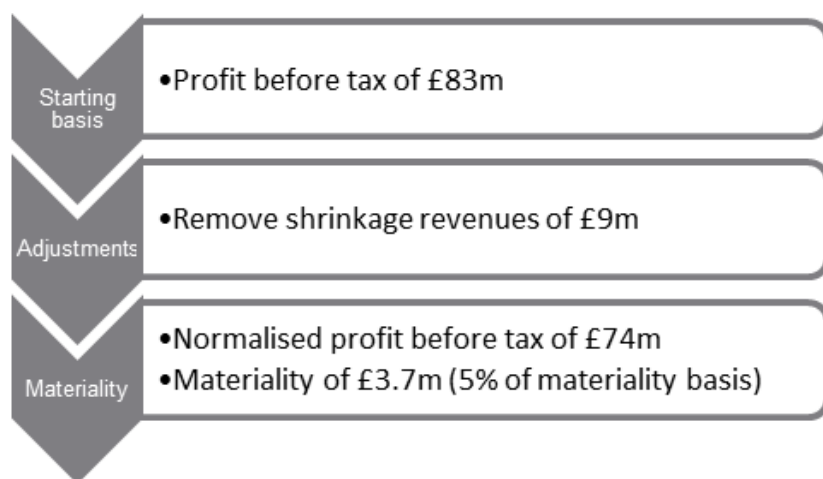 Starting
basis
•Profit before tax of £83m
Adjustments
•Remove shrinkage revenues of £9m
Materiality
•Normalised profit before tax of £74m
•Materiality of £3.7m (5% of materiality basis)